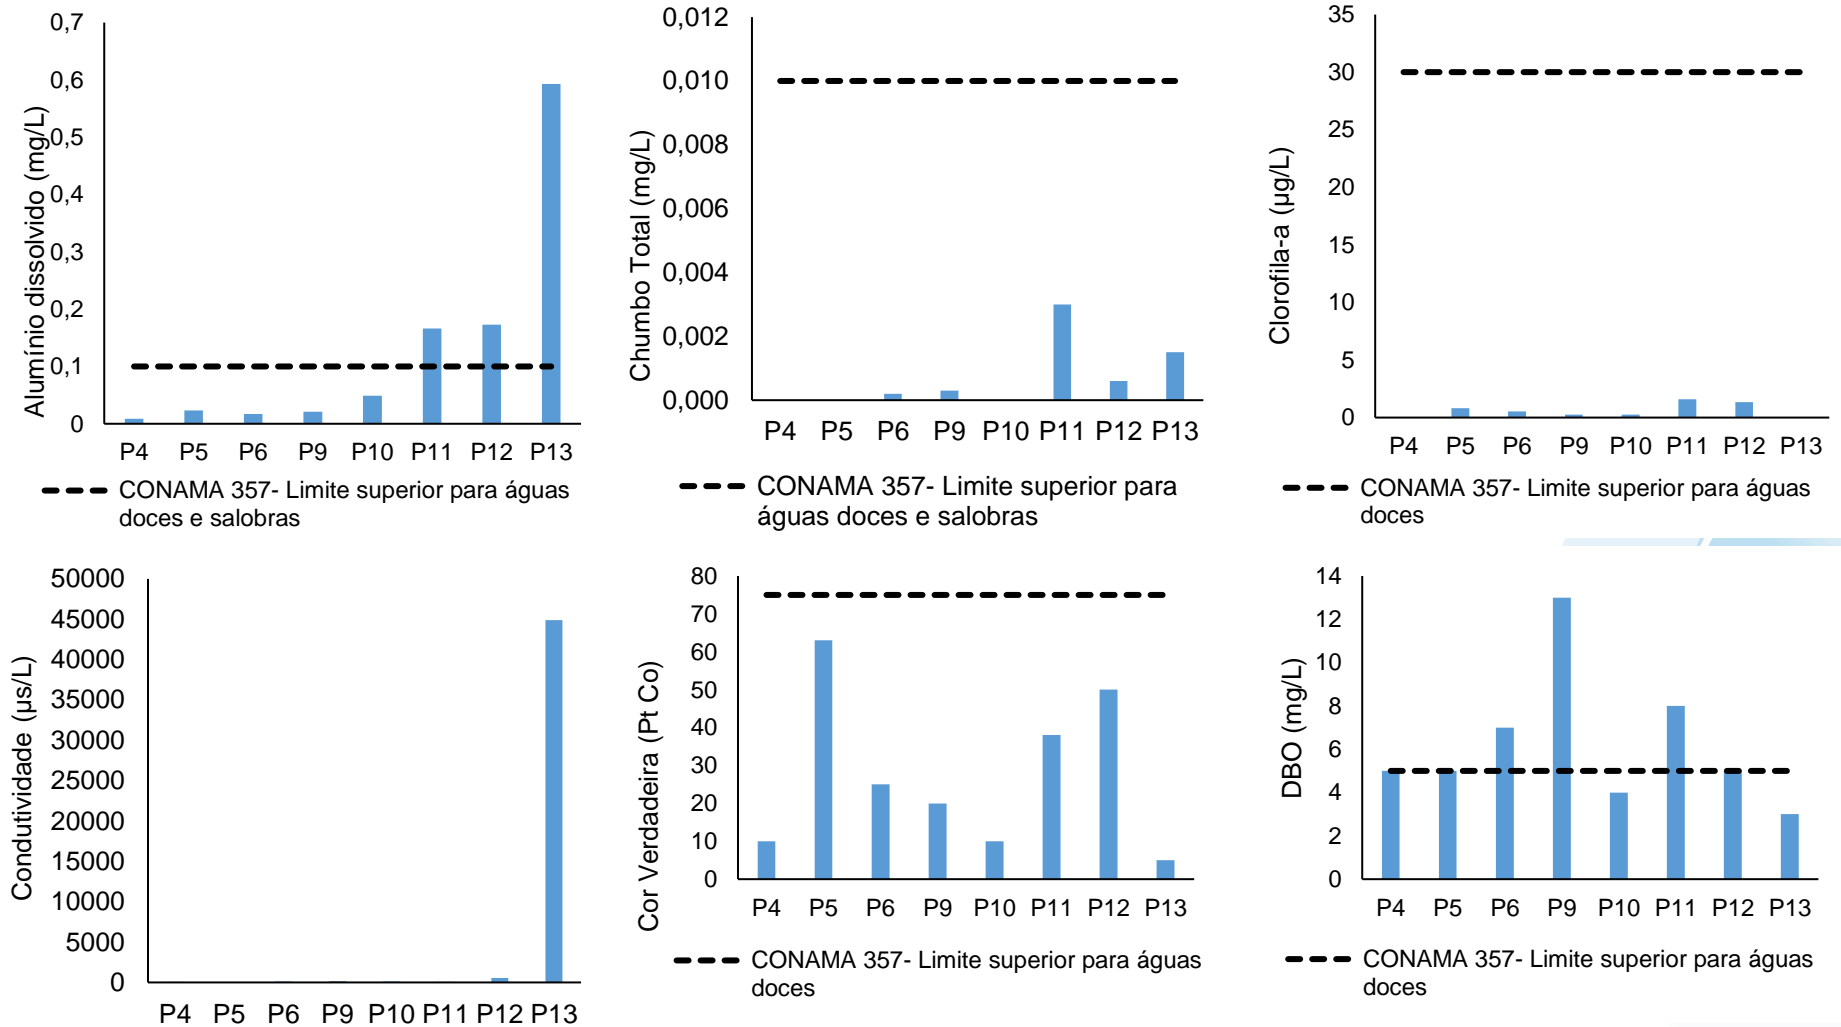 Alumínio dissolvido (mg/L)
0,7
0,6
0,5
0,4
0,3
0,2
0,1
0
P4 P5 P6 P9 P10 P11 P12 P13
CONAMA 357- Limite superior para águas
doces e salobras
Chumbo Total (mg/L)
0,012
0,010
0,008
0,006
0,004
0,002
0,000
P4 P5 P6 P9 P10 P11 P12 P13
CONAMA 357- Limite superior para
águas doces e salobras
Clorofila-a (µg/L)
35
30
25
20
15
10
5
0
P4 P5 P6 P9 P10 P11 P12 P13
CONAMA 357- Limite superior para águas
doces
Condutividade (µs/L)
50000
45000
40000
35000
30000
25000
20000
15000
10000
5000
0
P4 P5 P6 P9 P10 P11 P12 P13
Cor Verdadeira (Pt Co)
80
70
60
50
40
30
20
10
0
P4 P5 P6 P9 P10 P11 P12 P13
CONAMA 357- Limite superior para águas
doces
DBO (mg/L)
14
12
10
8
6
4
2
0
P4 P5 P6 P9 P10 P11 P12 P13
CONAMA 357- Limite superior para águas
doces